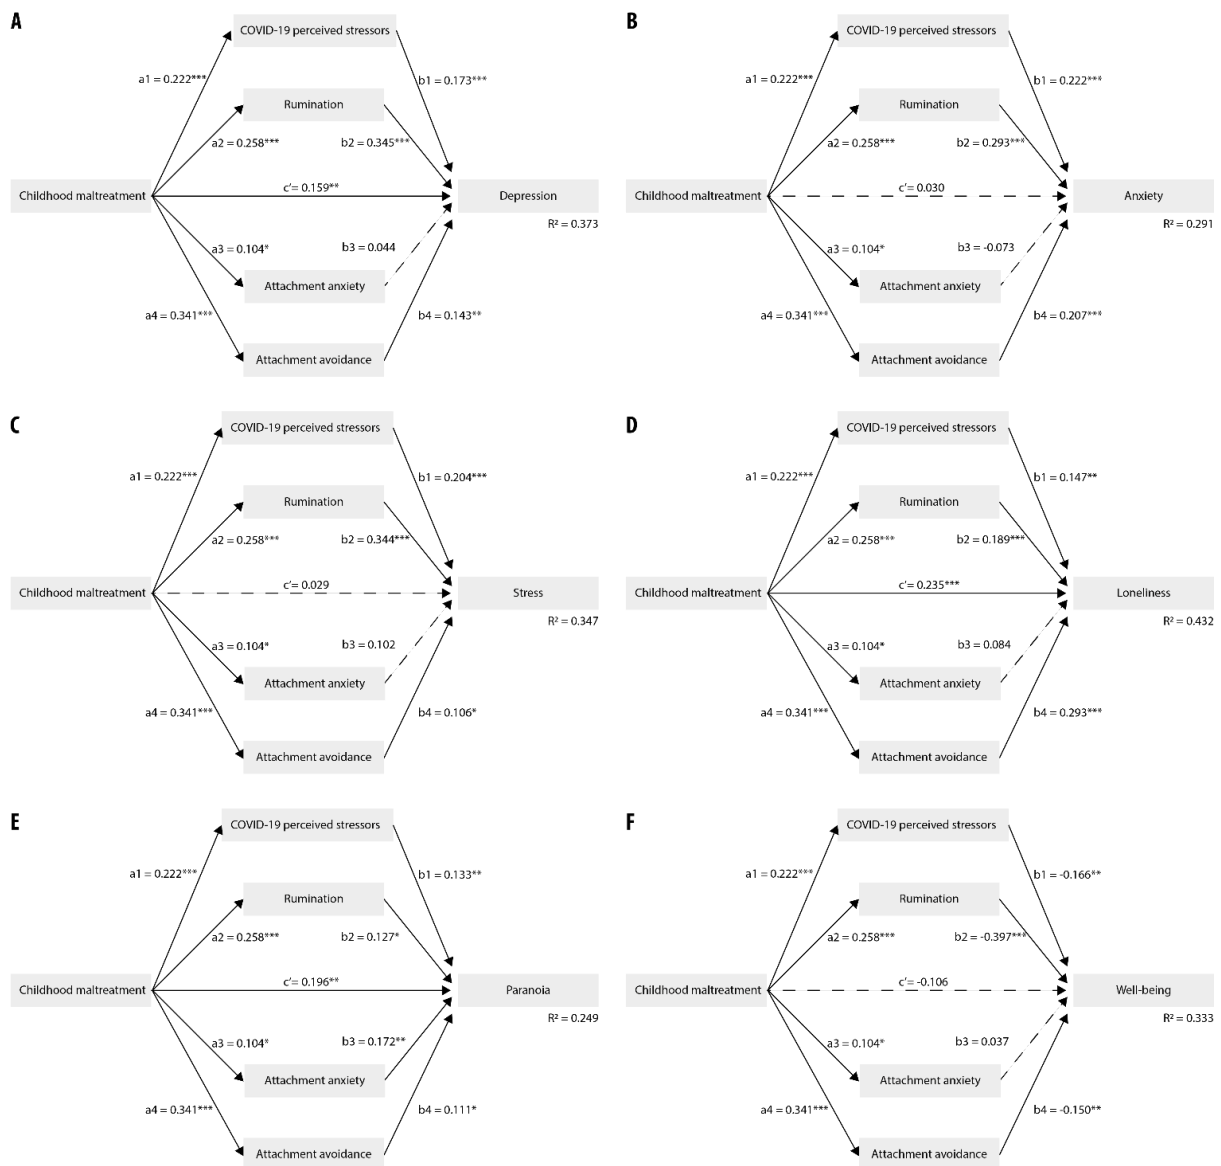 A
COVID-19 perceived stressors
a1 = 0.222***
b1 = 0.173***
Rumination
a2 = 0.258***
b2 = 0.345***
Childhood maltreatment
c’= 0.159**
Depression
R² = 0.373
a3 = 0.104*
b3 = 0.044
Attachment anxiety
a4 = 0.341***
b4 = 0.143**
Attachment avoidance
B
COVID-19 perceived stressors
a1 = 0.222***
b1 = 0.222***
Rumination
a2 = 0.258***
b2 = 0.293***
Childhood maltreatment
c’= 0.030
Anxiety
R² = 0.291
a3 = 0.104*
b3 = -0.073
Attachment anxiety
a4 = 0.341***
b4 = 0.207***
Attachment avoidance
C
COVID-19 perceived stressors
a1 = 0.222***
b1 = 0.204***
Rumination
a2 = 0.258***
b2 = 0.344***
Childhood maltreatment
c’= 0.029
Stress
R² = 0.347
a3 = 0.104*
b3 = 0.102
Attachment anxiety
a4 = 0.341***
b4 = 0.106*
Attachment avoidance
D
COVID-19 perceived stressors
a1 = 0.222***
b1 = 0.147**
Rumination
a2 = 0.258***
b2 = 0.189***
Childhood maltreatment
c’= 0.235***
Loneliness
R² = 0.432
a3 = 0.104*
b3 = 0.084
Attachment anxiety
a4 = 0.341***
b4 = 0.293***
Attachment avoidance
E
COVID-19 perceived stressors
a1 = 0.222***
b1 = 0.133**
Rumination
a2 = 0.258***
b2 = 0.127*
Childhood maltreatment
c’= 0.196**
Paranoia
R² = 0.249
a3 = 0.104*
b3 = 0.172**
Attachment anxiety
a4 = 0.341***
b4 = 0.111*
Attachment avoidance
F
COVID-19 perceived stressors
a1 = 0.222***
b1 = -0.166**
Rumination
a2 = 0.258***
b2 = -0.397***
Childhood maltreatment
c’= -0.106
Well-being
R² = 0.333
a3 = 0.104*
b3 = 0.037
Attachment anxiety
a4 = 0.341***
b4 = -0.150**
Attachment avoidance